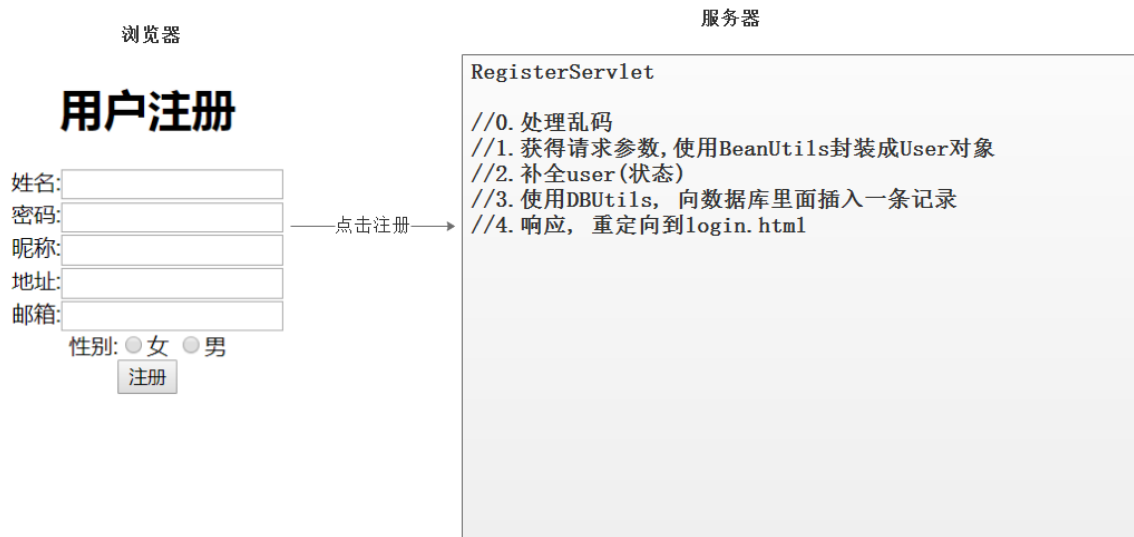 浏览器
服务器
用户注册
姓名:
密码:
昵称:
地址:
邮箱:
性别: 女 男
注册
点击注册
RegisterServlet
//0.处理乱码
//1.获得请求参数,使用BeanUtils封装成User对象
//2.补全user(状态)
//3.使用DBUtils, 向数据库里面插入一条记录
//4.响应, 重定向到login.html